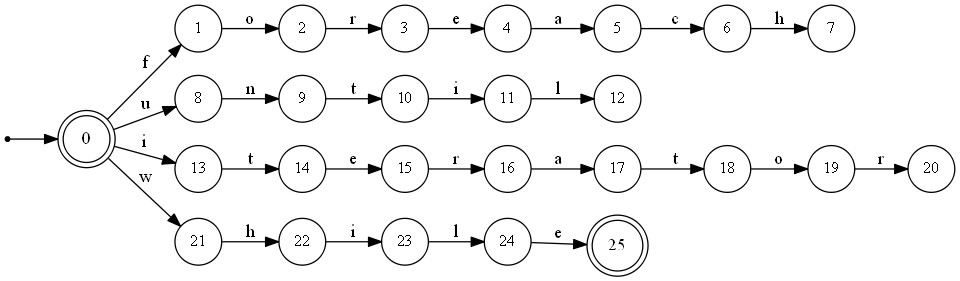 1 o 2 r 3 e 4 a 5 c 6 h 7
f
u 8 n 9 t 10 i 11 l 12
0
i 13 t 14 e 15 r 16 a 17 t 18 o 19 r 20
w
21 h 22 i 23 l 24 e 25